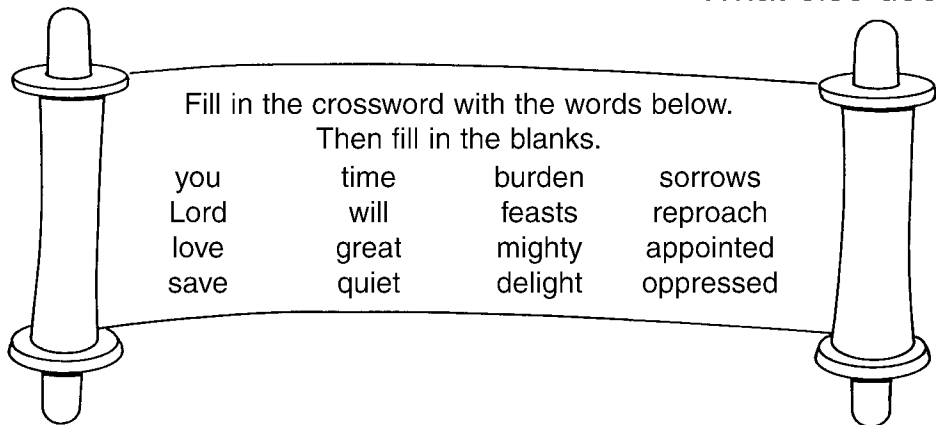 Fill in the crossword with the words below.
Then fill in the blanks.
you time burden sorrows
Lord will feasts reproach
love great mighty appointed
save quiet delight oppressed